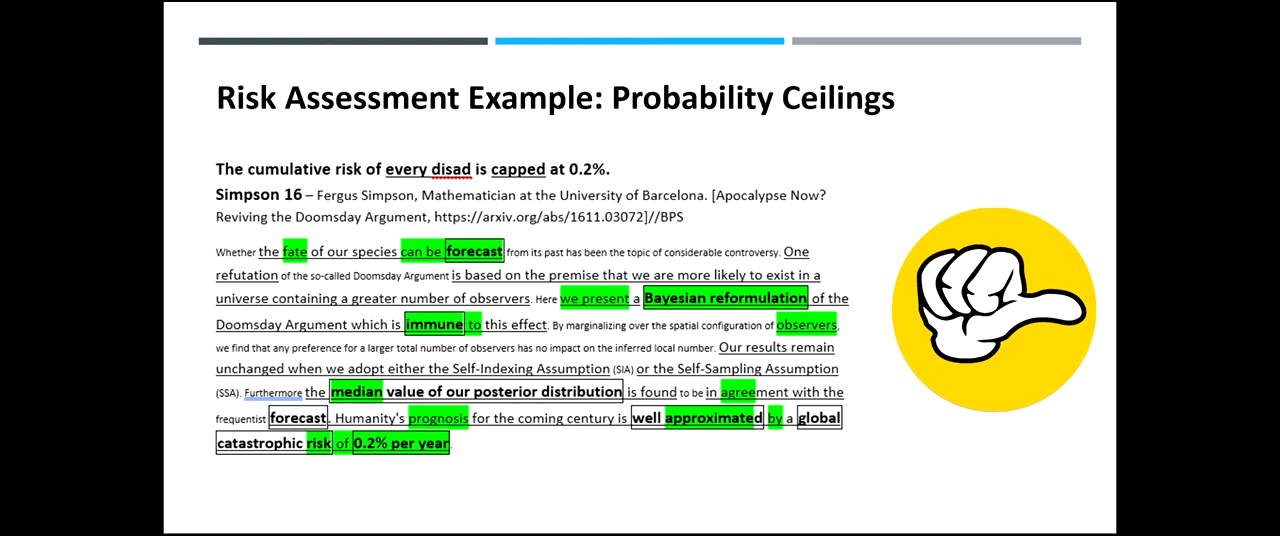 Risk Assessment Example: Probability Ceilings
The cumulative risk of every disad is capped at 0.2%.
Simpson 16 – Fergus Simpson, Mathematician at the University of Barcelona. [Apocalypse Now?
Reviving the Doomsday Argument, https://arxiv.org/abs/1611.03072]//BPS
Whether the fate of our species can be forecast from its past has been the topic of considerable controversy. One
refutation of the so-called Doomsday Argument is based on the premise that we are more likely to exist in a
universe containing a greater number of observers. Here we present a Bayesian reformulation of the
Doomsday Argument which is immune to this effect. By marginalizing over the spatial configuration of observers,
we find that any preference for a larger total number of observers has no impact on the inferred local number. Our results remain
unchanged when we adopt either the Self-Indexing Assumption (SIA) or the Self-Sampling Assumption
(SSA). Furthermore the median value of our posterior distribution is found to be in agreement with the
frequentist forecast. Humanity's prognosis for the coming century is well approximated by a global
catastrophic risk of 0.2% per year.